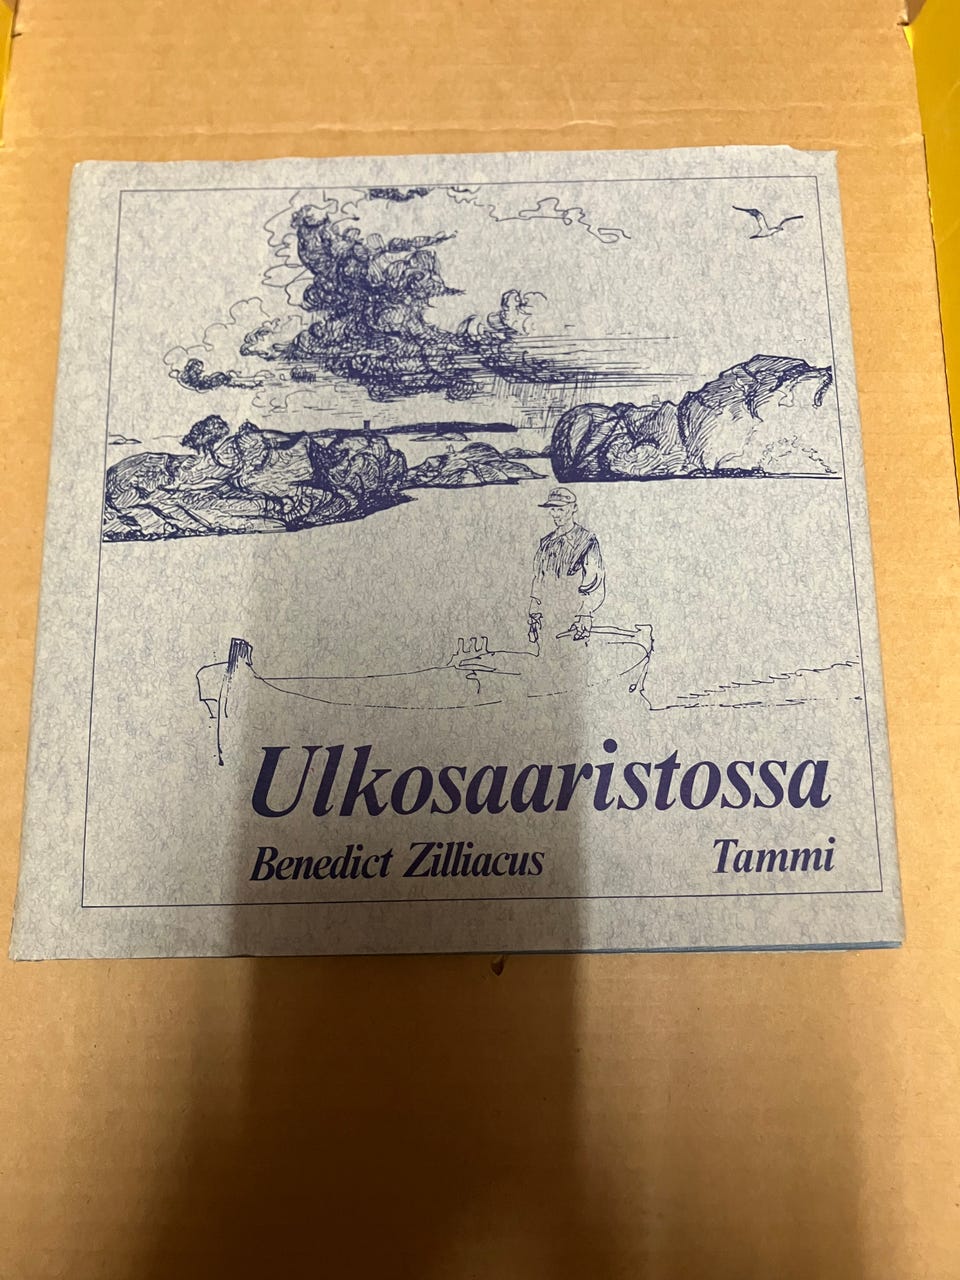 Ulkosaaristossa
Benedict Zilliacus Tammi